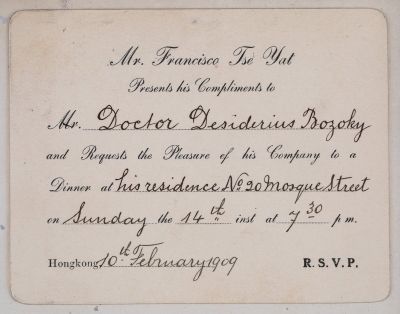 Mr. Francisco Tse Yat
Presents his Compliments to
Mr. Doctor Desiderius Bozóky
and Requests the Pleasure of his Company to a
Dinner at his residence No 20 Mosque Street
on Sunday the 14th inst at 7 30 p m.
Hongkong, 10th February 1909 R. S. V. P.